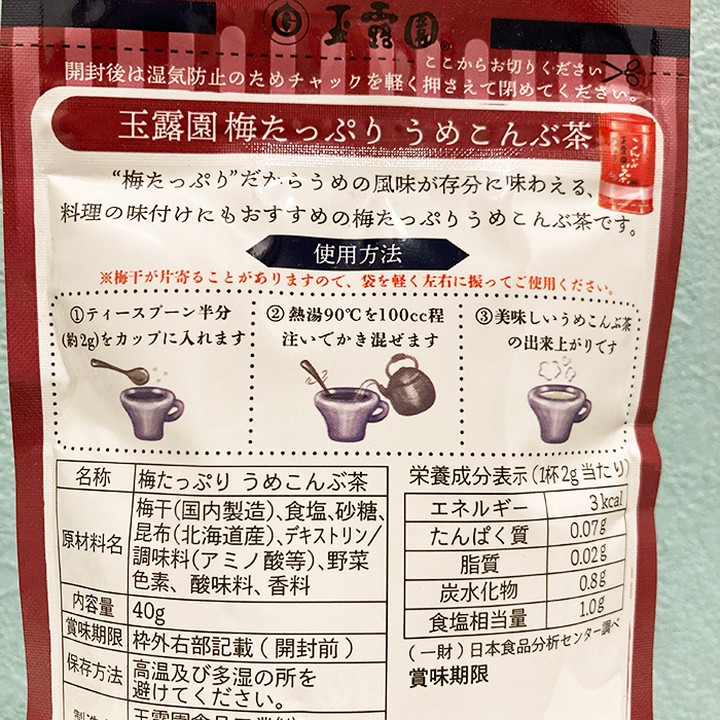 玉露園
ここからお切りください
開封後は湿気防止のためチャックを軽く押さえて閉めてください。
玉露園 梅たっぷり うめこんぶ茶
こんぶ茶
“梅たっぷり”だからうめの風味が存分に味わえる、
料理の味付けにもおすすめの梅たっぷりうめこんぶ茶です。
使用方法
※梅干が片寄ることがありますので、袋を軽く左右に振ってご使用ください。
①ティースプーン半分
(約2g)をカップに入れます
②熱湯90℃を100cc程
注いでかき混ぜます
③美味しいうめこんぶ茶
の出来上がりです
名称 梅たっぷり うめこんぶ茶
原材料名 梅干(国内製造)、食塩、砂糖、
昆布(北海道産)、デキストリン/
調味料(アミノ酸等)、野菜
色素、酸味料、香料
内容量 40g
賞味期限 枠外右部記載(開封前)
保存方法 高温及び多湿の所を
避けてください。
栄養成分表示(1杯2g当たり)
エネルギー 3kcal
たんぱく質 0.07g
脂質 0.02g
炭水化物 0.8g
食塩相当量 1.0g
(一財)日本食品分析センター調べ
賞味期限